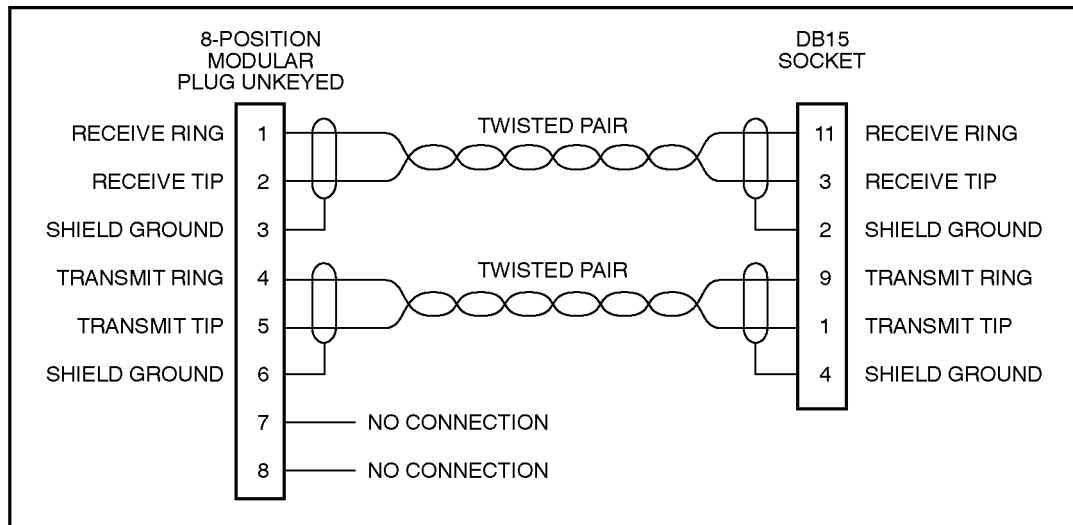 8-POSITION
MODULAR
PLUG UNKEYED
DB15
SOCKET
RECEIVE RING 1 TWISTED PAIR 11 RECEIVE RING
RECEIVE TIP 2 3 RECEIVE TIP
SHIELD GROUND 3 2 SHIELD GROUND
TRANSMIT RING 4 TWISTED PAIR 9 TRANSMIT RING
TRANSMIT TIP 5 1 TRANSMIT TIP
SHIELD GROUND 6 4 SHIELD GROUND
7 NO CONNECTION
8 NO CONNECTION